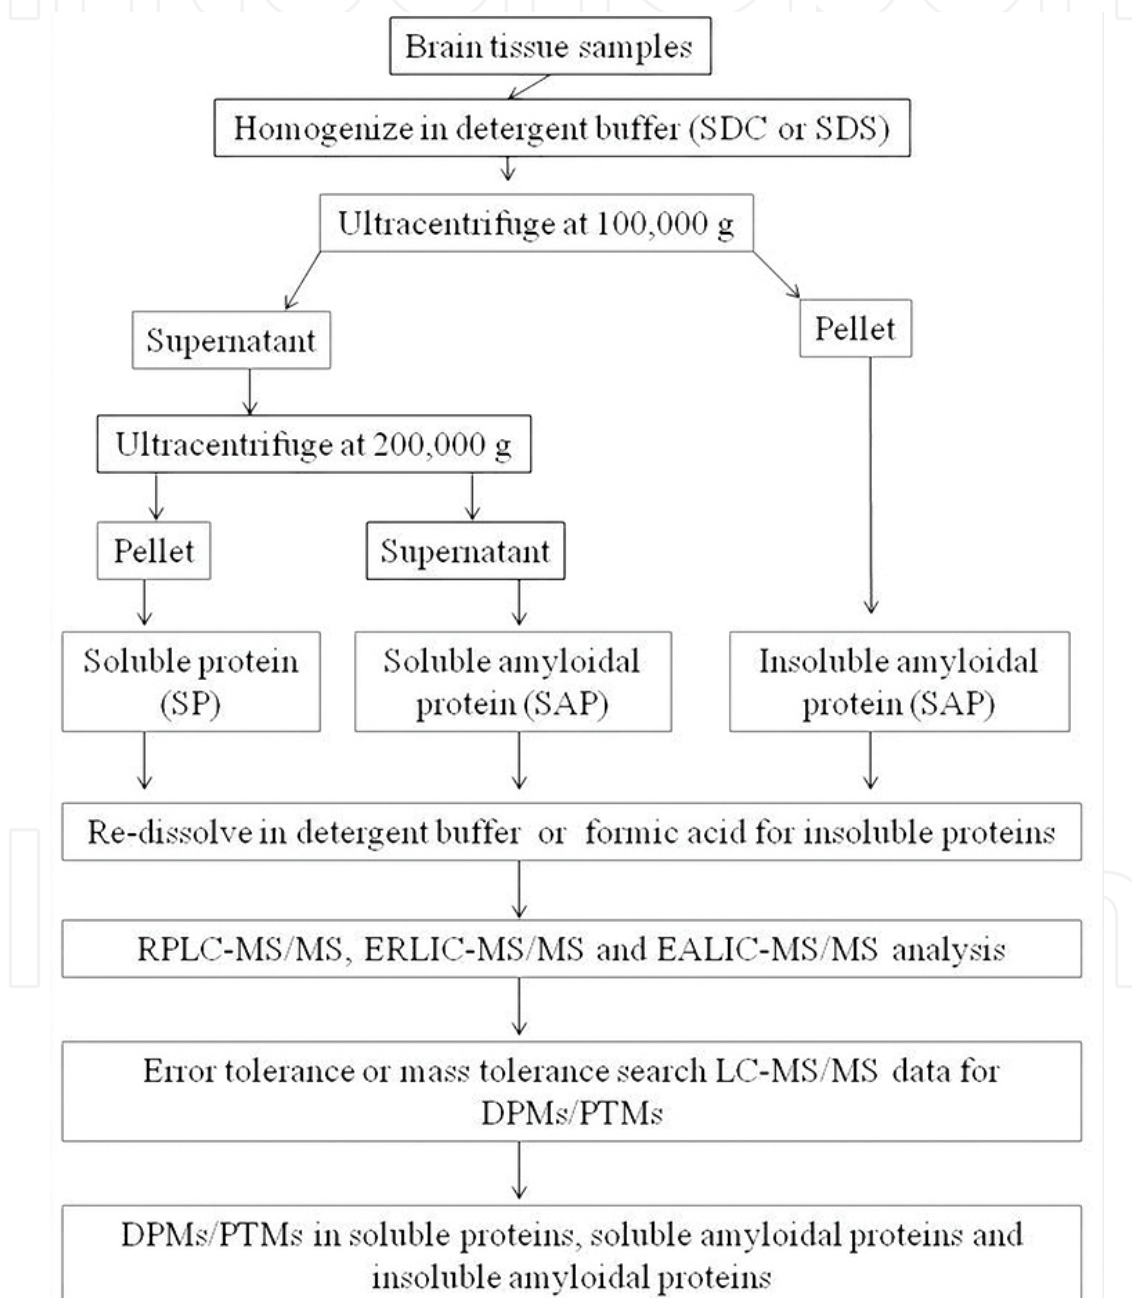 Brain tissue samples
Homogenize in detergent buffer (SDC or SDS)
Ultracentrifuge at 100,000 g
Supernatant
Pellet
Ultracentrifuge at 200,000 g
Pellet
Supernatant
Soluble protein
(SP)
Soluble amyloidal
protein (SAP)
Insoluble amyloidal
protein (SAP)
Re-dissolve in detergent buffer or formic acid for insoluble proteins
RPLC-MS/MS, ERLIC-MS/MS and EALIC-MS/MS analysis
Error tolerance or mass tolerance search LC-MS/MS data for
DPMs/PTMs
DPMs/PTMs in soluble proteins, soluble amyloidal proteins and
insoluble amyloidal proteins